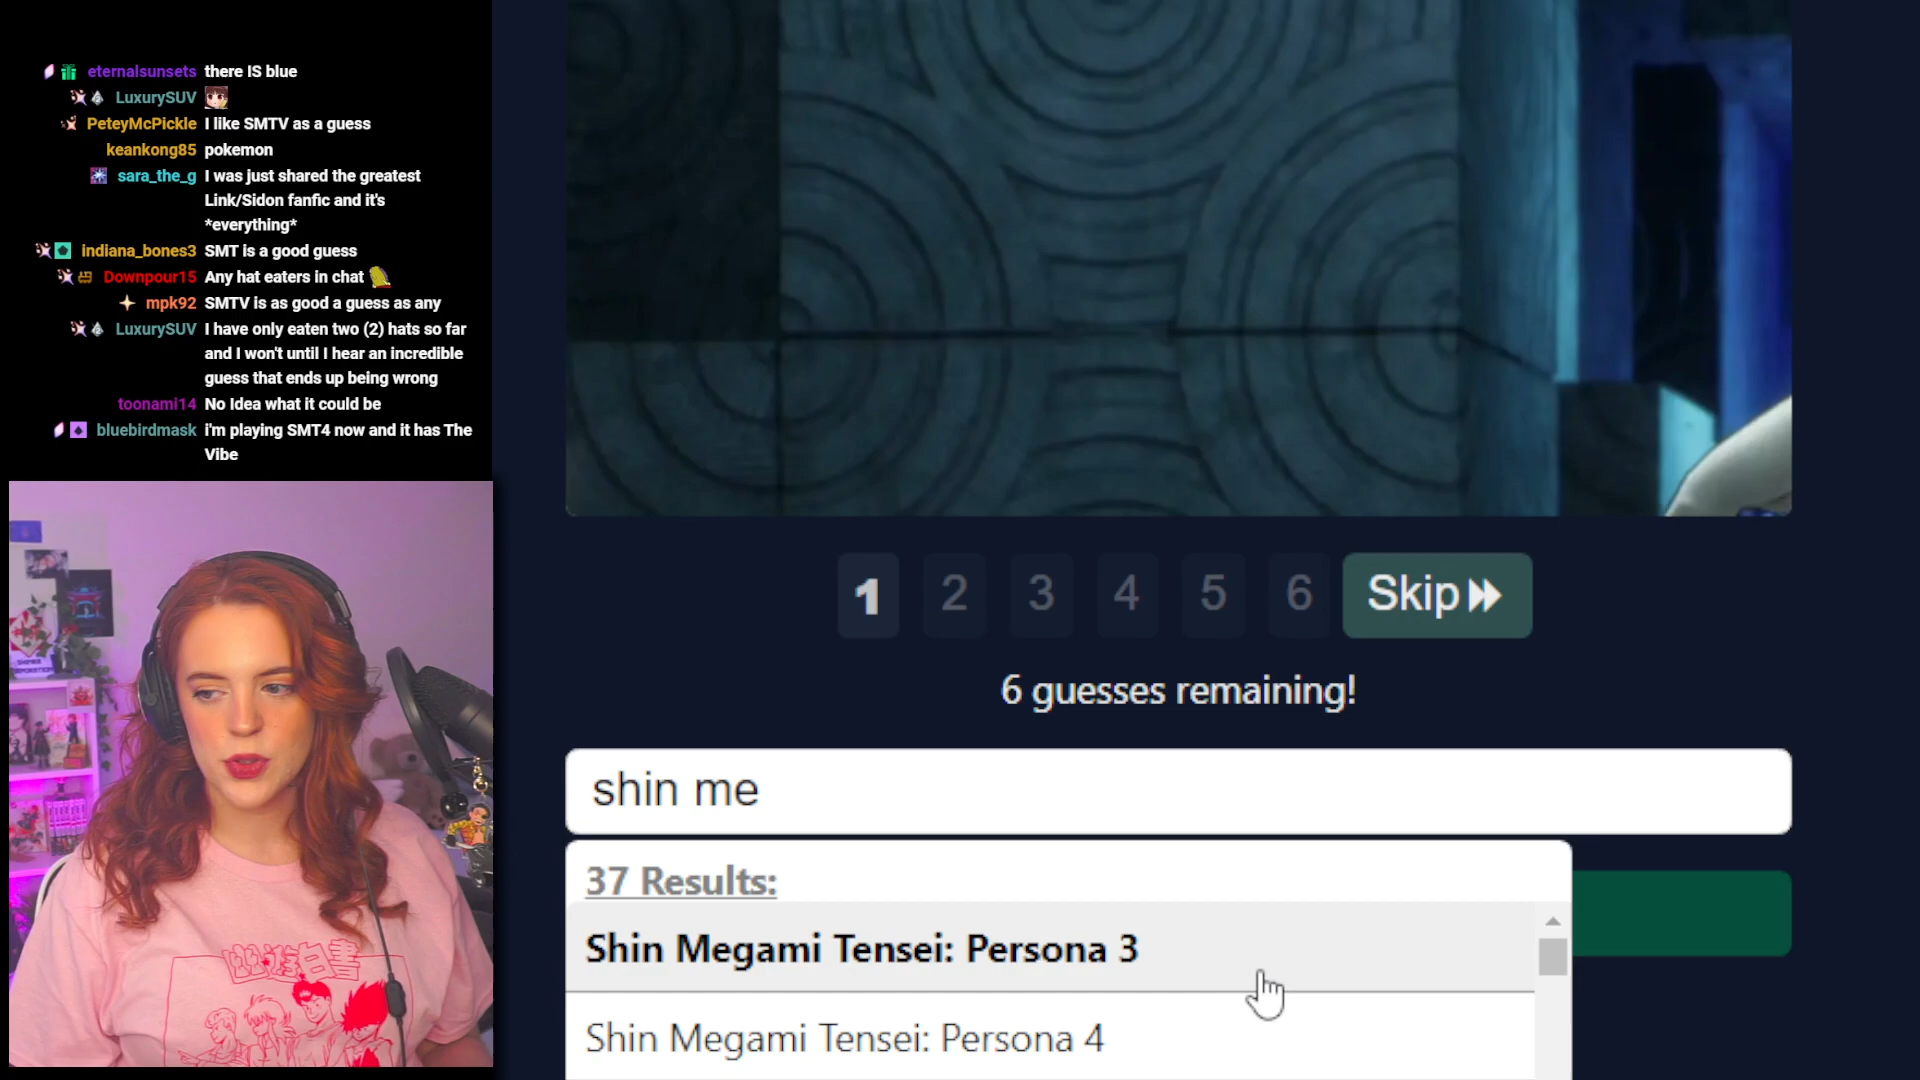 eternalsunsets there IS blue
LuxurySUV
PeteyMcPickle I like SMTV as a guess
keankong85 pokemon
sara_the_g I was just shared the greatest
Link/Sidon fanfic and it's
*everything*
indiana_bones3 SMT is a good guess
Downpour15 Any hat eaters in chat
mpk92 SMTV is as good a guess as any
LuxurySUV I have only eaten two (2) hats so far
and I won't until I hear an incredible
guess that ends up being wrong
toonami14 No Idea what it could be
bluebirdmask i'm playing SMT4 now and it has The
Vibe
幽遊白書
1 2 3 4 5 6 Skip
6 guesses remaining!
shin me
37 Results:
Shin Megami Tensei: Persona 3
Shin Megami Tensei: Persona 4